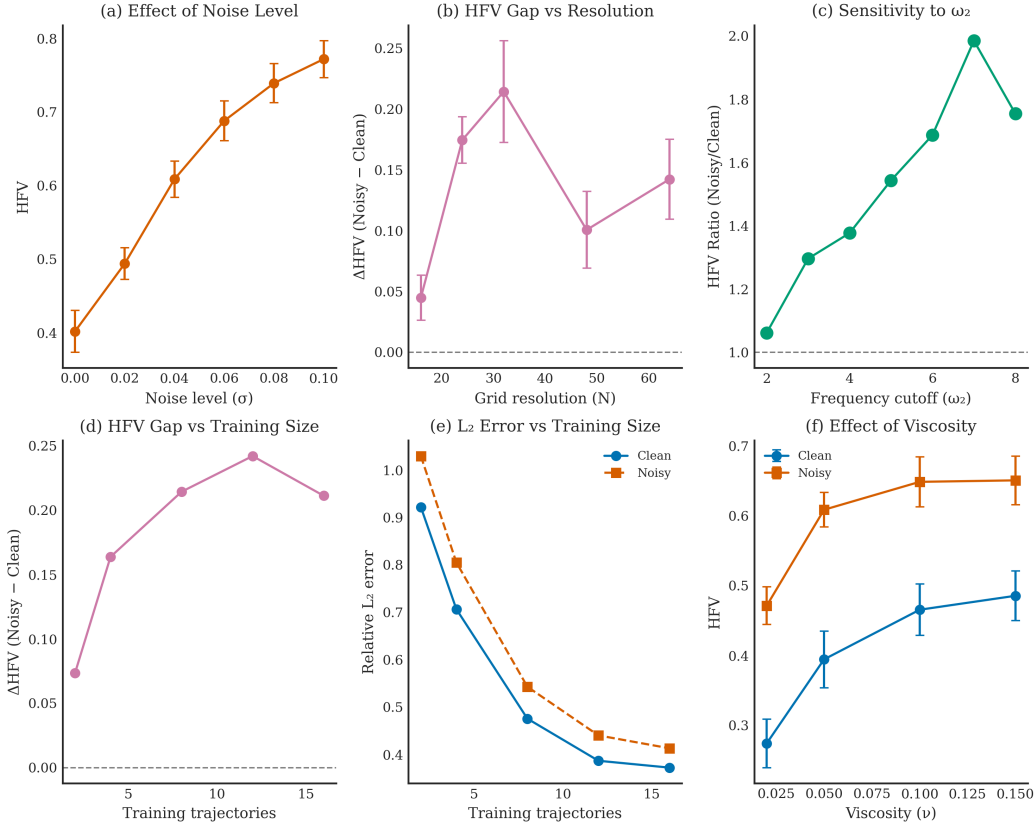 (a) Effect of Noise Level
0.8
0.7
0.6
0.5
0.4
HFV
0.00 0.02 0.04 0.06 0.08 0.10
Noise level (σ)
(b) HFV Gap vs Resolution
0.25
0.20
0.15
0.10
0.05
0.00
ΔHFV (Noisy − Clean)
20 30 40 50 60
Grid resolution (N)
(c) Sensitivity to ω₂
2.0
1.8
1.6
1.4
1.2
1.0
HFV Ratio (Noisy/Clean)
2 4 6 8
Frequency cutoff (ω₂)
(d) HFV Gap vs Training Size
0.25
0.20
0.15
0.10
0.05
0.00
ΔHFV (Noisy − Clean)
5 10 15
Training trajectories
(e) L₂ Error vs Training Size
Clean
Noisy
1.0
0.9
0.8
0.7
0.6
0.5
0.4
Relative L₂ error
5 10 15
Training trajectories
(f) Effect of Viscosity
Clean
Noisy
0.7
0.6
0.5
0.4
0.3
HFV
0.025 0.050 0.075 0.100 0.125 0.150
Viscosity (ν)